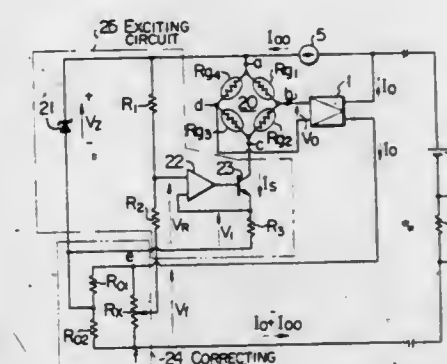 26 EXCITING
CIRCUIT
I00
5
a
Rg4
Rg1
1
I0
21
+
VZ
R1
d
20
b
Rg3
Rg2
V0
I0
c
22
23
IS
R2
VR
V1
R3
e
R01
RX
Vf
R02
I0+I00
24 CORRECTING